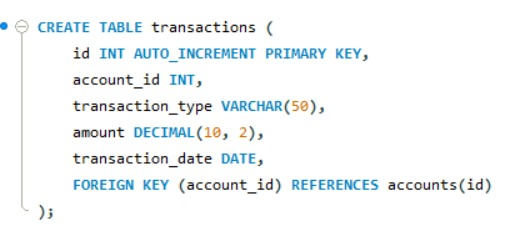 CREATE TABLE transactions (
    id INT AUTO_INCREMENT PRIMARY KEY,
    account_id INT,
    transaction_type VARCHAR(50),
    amount DECIMAL(10, 2),
    transaction_date DATE,
    FOREIGN KEY (account_id) REFERENCES accounts(id)
);